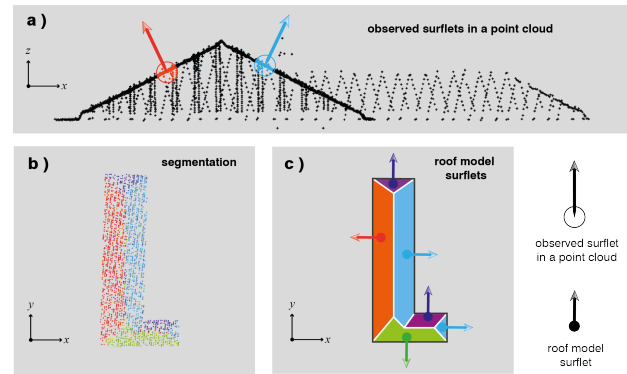 a )
observed surflets in a point cloud
z
x
b )
segmentation
y
x
c )
roof model
surflets
y
x
observed surflet
in a point cloud
roof model
surflet